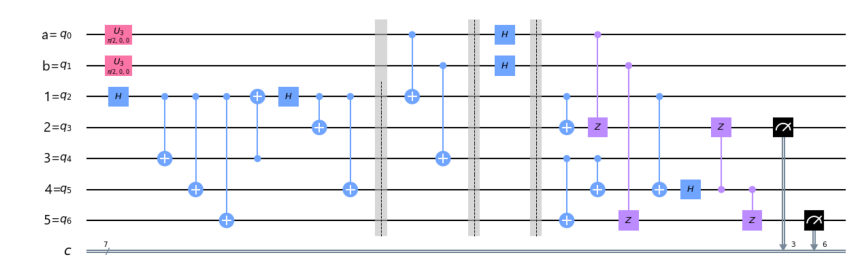 a= q₀ U₃ π/2, 0, 0 H
b= q₁ U₃ π/2, 0, 0 H
1= q₂ H H
2= q₃ Z Z
3= q₄
4= q₅ H
5= q₆ Z Z
c 7 3 6